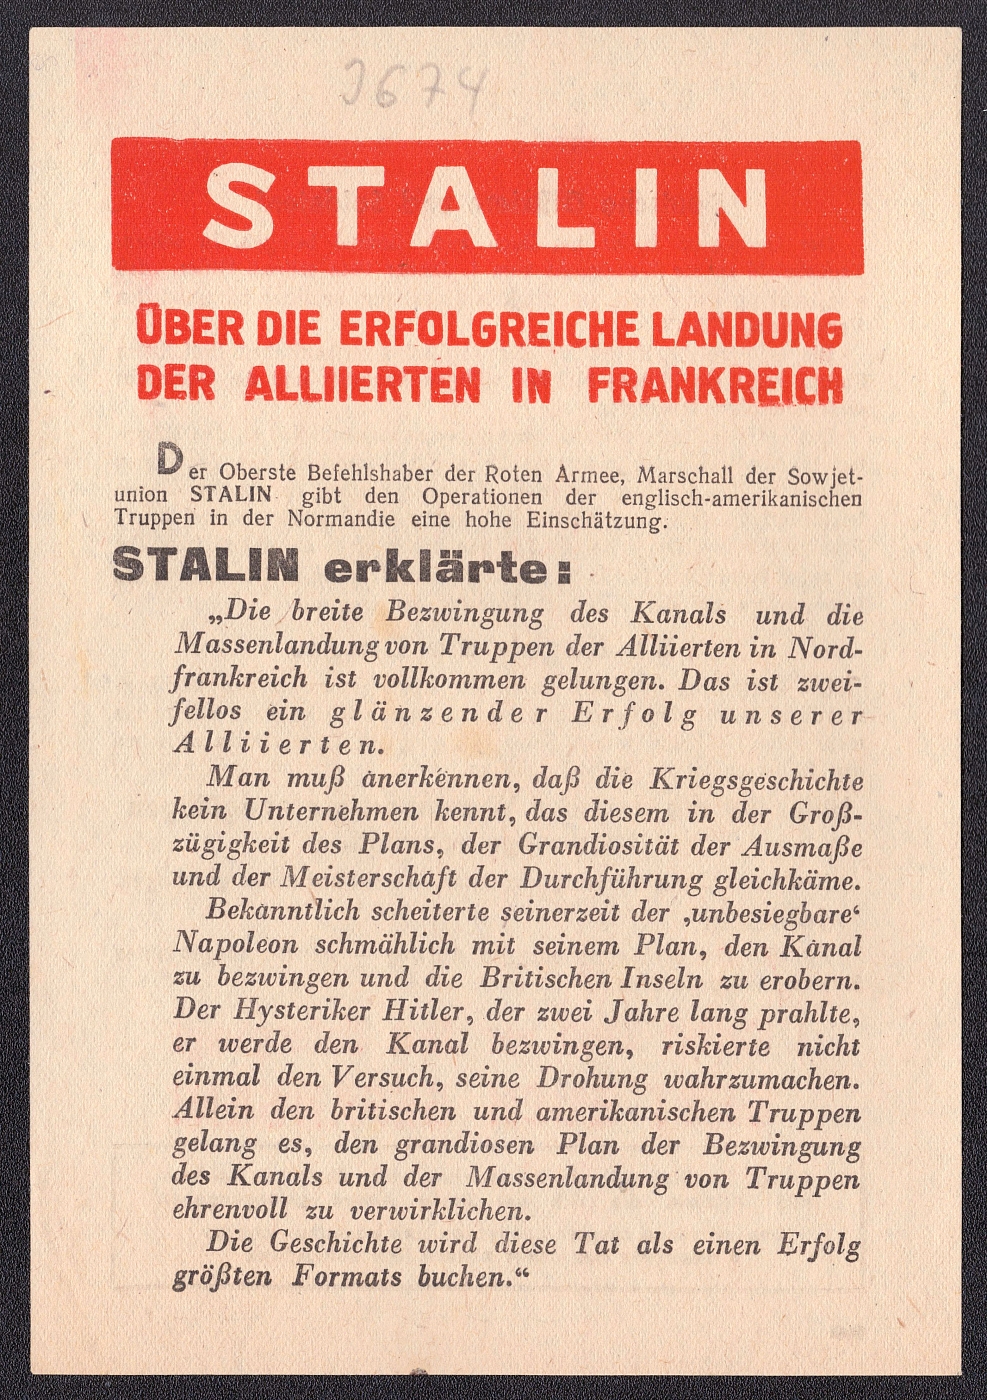 3674
STALIN
ÜBER DIE ERFOLGREICHE LANDUNG
DER ALLIIERTEN IN FRANKREICH
Der Oberste Befehlshaber der Roten Armee, Marschall der Sowjet-
union STALIN gibt den Operationen der englisch-amerikanischen
Truppen in der Normandie eine hohe Einschätzung.
STALIN erklärte:
„Die breite Bezwingung des Kanals und die
Massenlandung von Truppen der Alliierten in Nord-
frankreich ist vollkommen gelungen. Das ist zwei-
fellos ein glänzender Erfolg unserer
Alliierten.
Man muß anerkennen, daß die Kriegsgeschichte
kein Unternehmen kennt, das diesem in der Groß-
zügigkeit des Plans, der Grandiosität der Ausmaße
und der Meisterschaft der Durchführung gleichkäme.
Bekanntlich scheiterte seinerzeit der ‚unbesiegbare‘
Napoleon schmählich mit seinem Plan, den Kanal
zu bezwingen und die Britischen Inseln zu erobern.
Der Hysteriker Hitler, der zwei Jahre lang prahlte,
er werde den Kanal bezwingen, riskierte nicht
einmal den Versuch, seine Drohung wahrzumachen.
Allein den britischen und amerikanischen Truppen
gelang es, den grandiosen Plan der Bezwingung
des Kanals und der Massenlandung von Truppen
ehrenvoll zu verwirklichen.
Die Geschichte wird diese Tat als einen Erfolg
größten Formats buchen.“